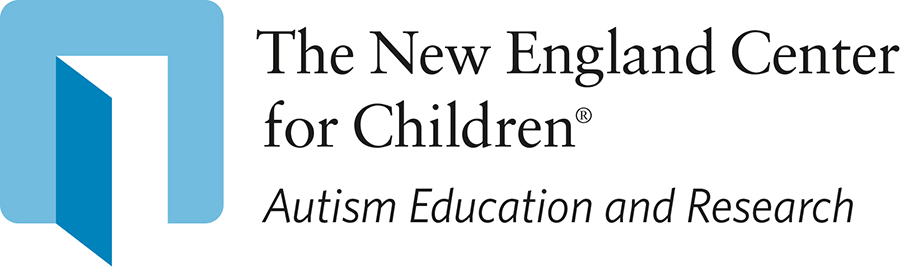 The New England Center
for Children®
Autism Education and Research